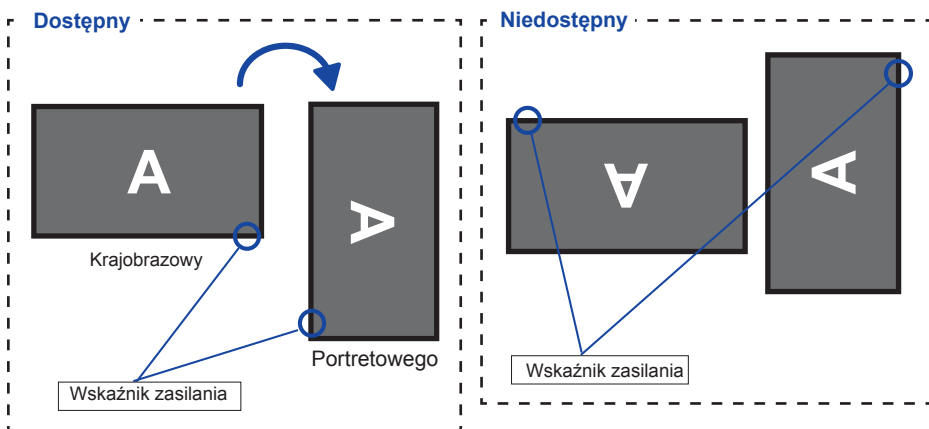 Dostępny
A
Krajobrazowy
A
Portretowego
Wskaźnik zasilania
Niedostępny
A
A
Wskaźnik zasilania